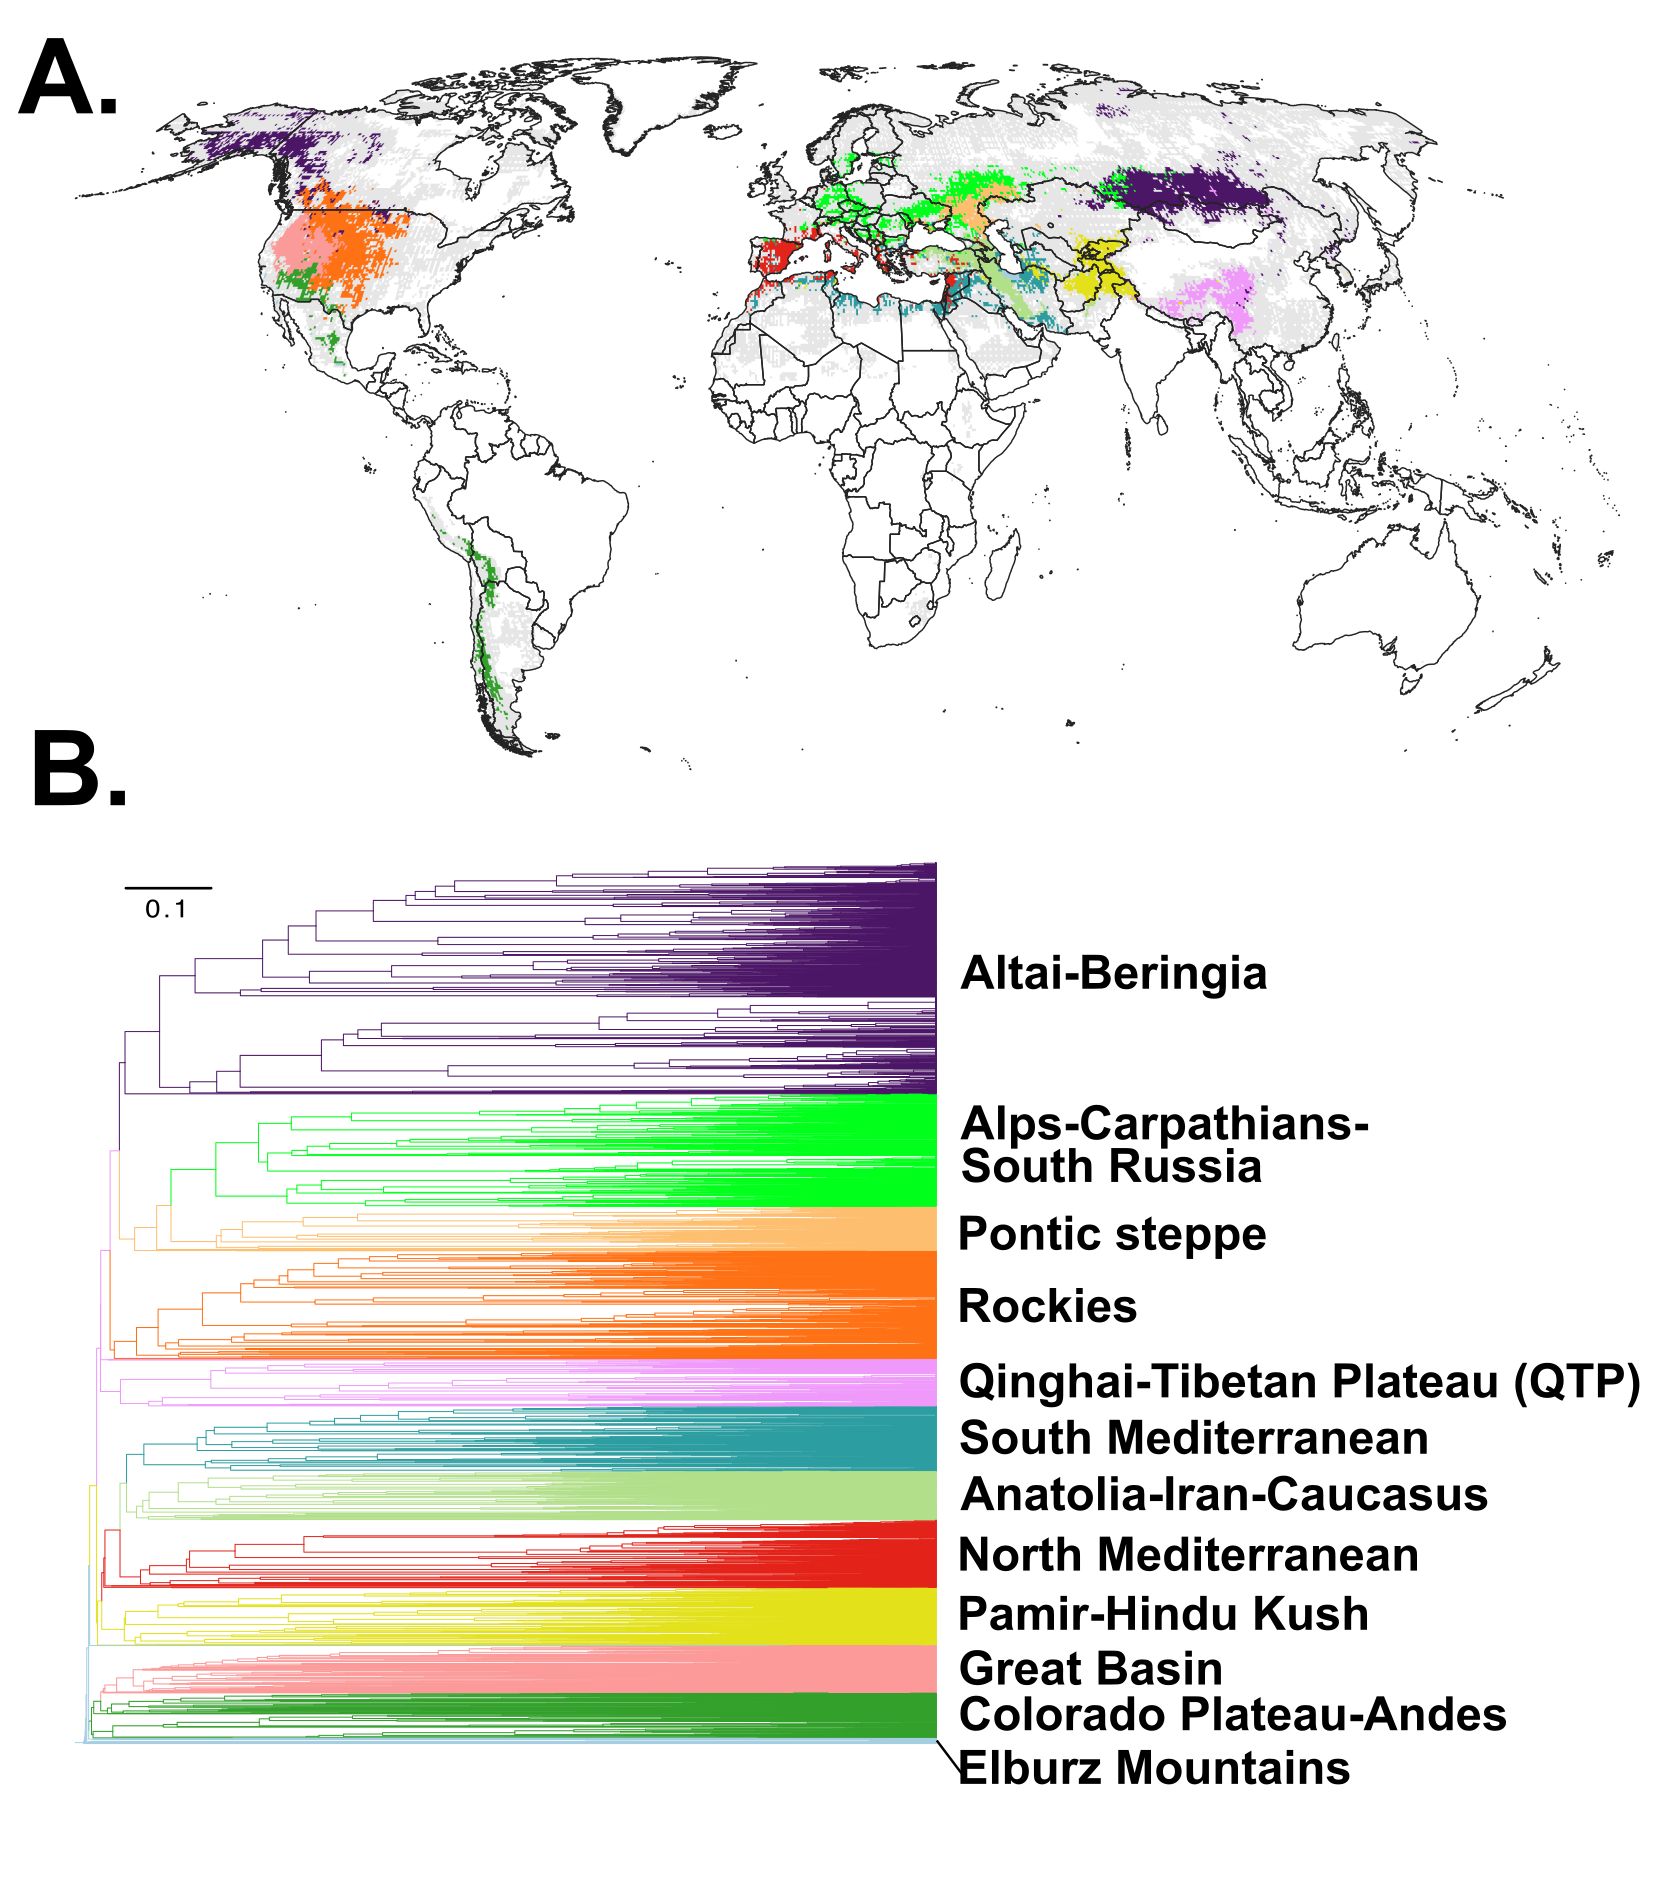 A.
B.
0.1
Altai-Beringia
Alps-Carpathians-
South Russia
Pontic steppe
Rockies
Qinghai-Tibetan Plateau (QTP)
South Mediterranean
Anatolia-Iran-Caucasus
North Mediterranean
Pamir-Hindu Kush
Great Basin
Colorado Plateau-Andes
Elburz Mountains